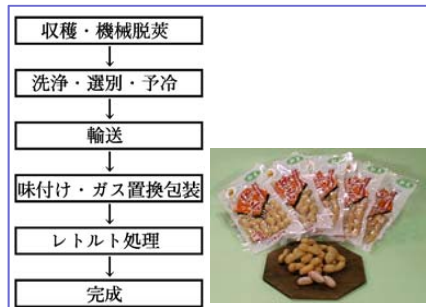 収穫・機械脱莢
↓
洗浄・選別・予冷
↓
輸送
↓
味付け・ガス置換包装
↓
レトルト処理
↓
完成